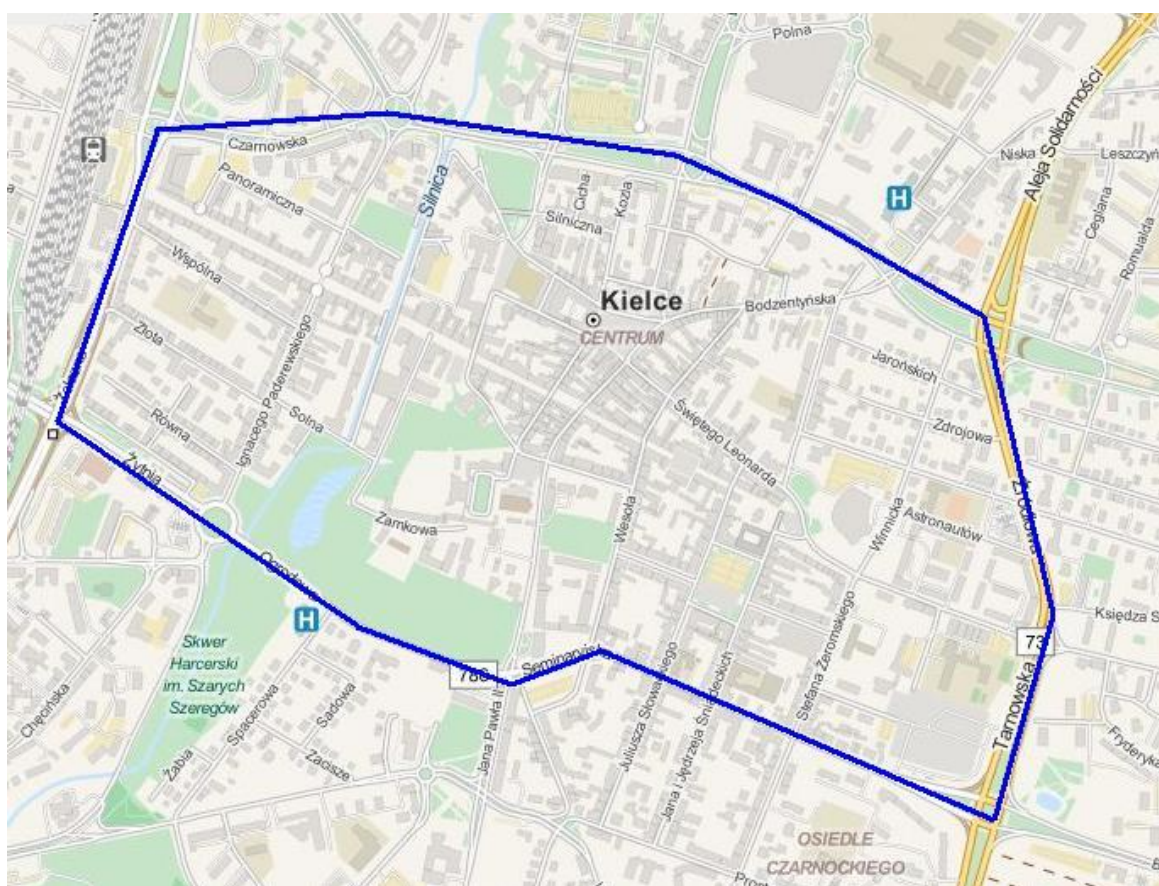 Polna
Aleja Solidarności
Niska
Leszczyń
Czarnowska
Panoramiczna
Silnica
Cicha
Kozia
Silniczna
H
Ceglana
Romualda
Wspólna
Kielce
CENTRUM
Bodzentyńska
Złota
Ignacego Paderewskiego
Solna
Równa
Jarońskich
Zdrojowa
Świętego Leonarda
Żytnia
Zamkowa
Wesoła
Winnicka
Astronautów
Źródłowa
Ogrodowa
H
Księdza S
73
Skwer
Harcerski
im. Szarych
Szeregów
786
Seminaryjska
Stefana Żeromskiego
Tarnowska
Chęcińska
Spacerowa
Sadowa
Żabia
Zacisze
Jana Pawła II
Juliusza Słowackiego
Jana i Jędrzeja Śniadeckich
Fryderyka
OSIEDLE
CZARNOCKIEGO
Prost